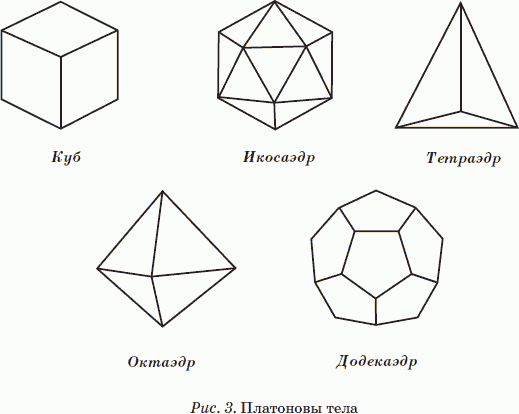 Куб
Икосаэдр
Тетраэдр
Октаэдр
Додекаэдр
Рис. 3. Платоновы тела